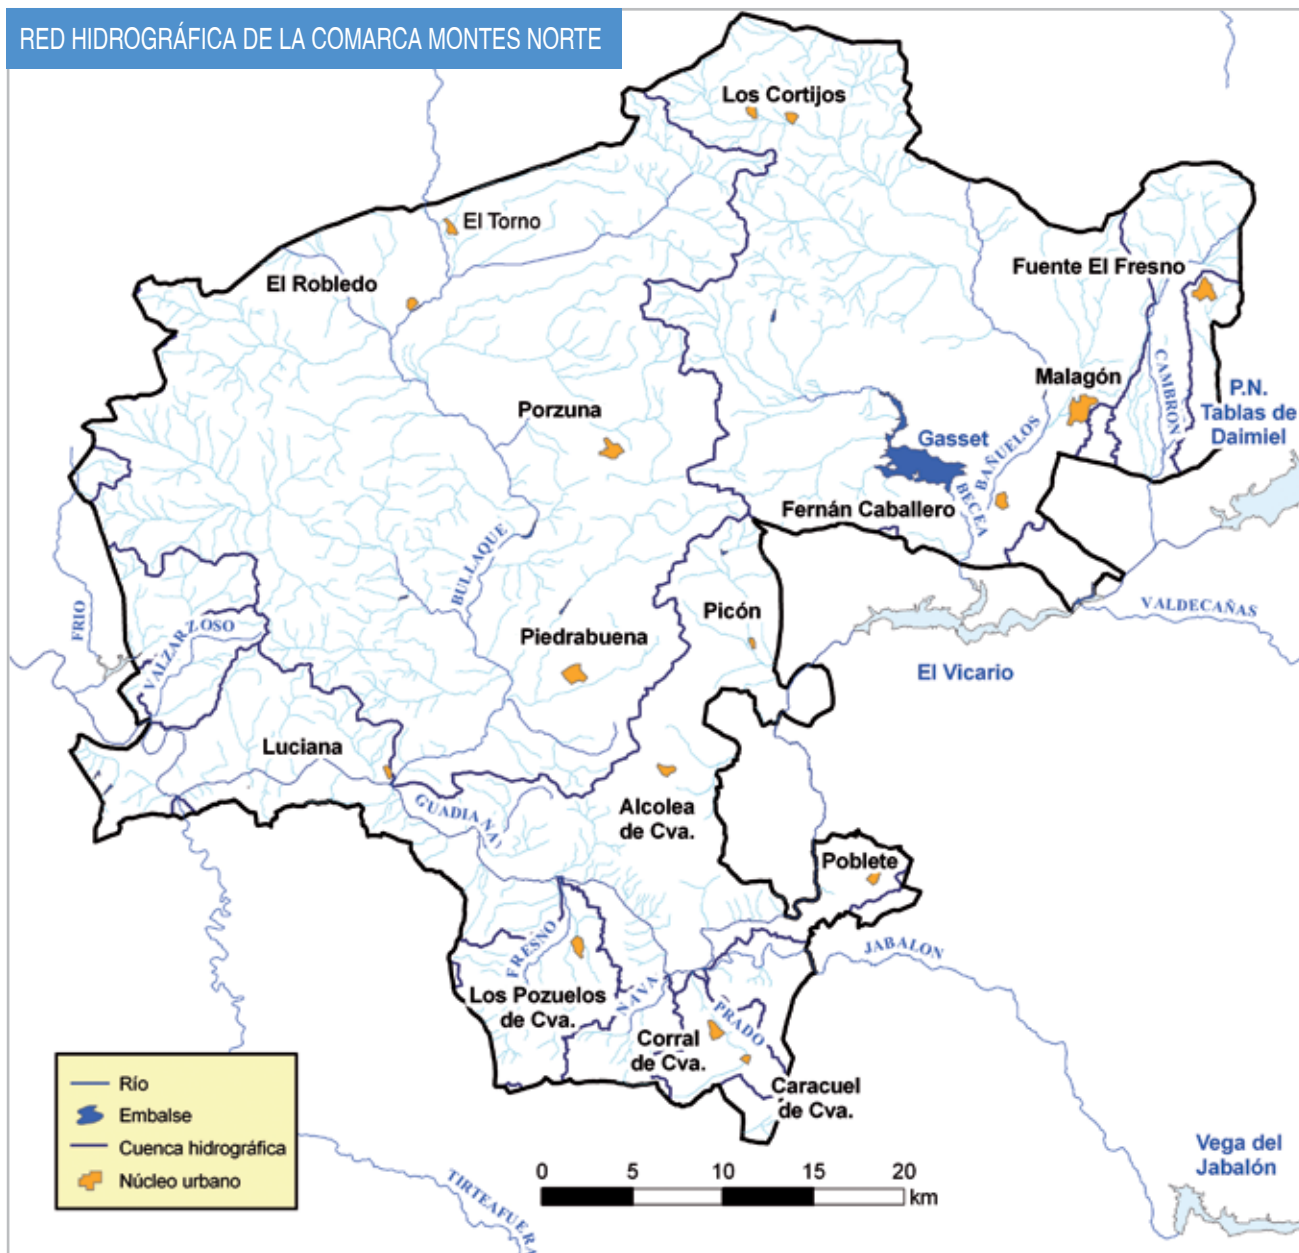 RED HIDROGRÁFICA DE LA COMARCA MONTES NORTE
Los Cortijos
El Torno
El Robledo
Fuente El Fresno
Malagón
CAMBRON
P.N.
Tablas de
Daimiel
Porzuna
Gasset
BAÑUELOS
BECEA
Fernán Caballero
BULLAQUE
FRIO
VALZARZOSO
Piedrabuena
Picón
VALDECAÑAS
El Vicario
Luciana
GUADIANA
Alcolea
de Cva.
Poblete
FRESNO
JABALON
Los Pozuelos
de Cva.
NAVA
PRADO
Corral
de Cva.
Caracuel
de Cva.
Río
Embalse
Cuenca hidrográfica
Núcleo urbano
TIRTEAFUERA
0 5 10 15 20
km
Vega del
Jabalón